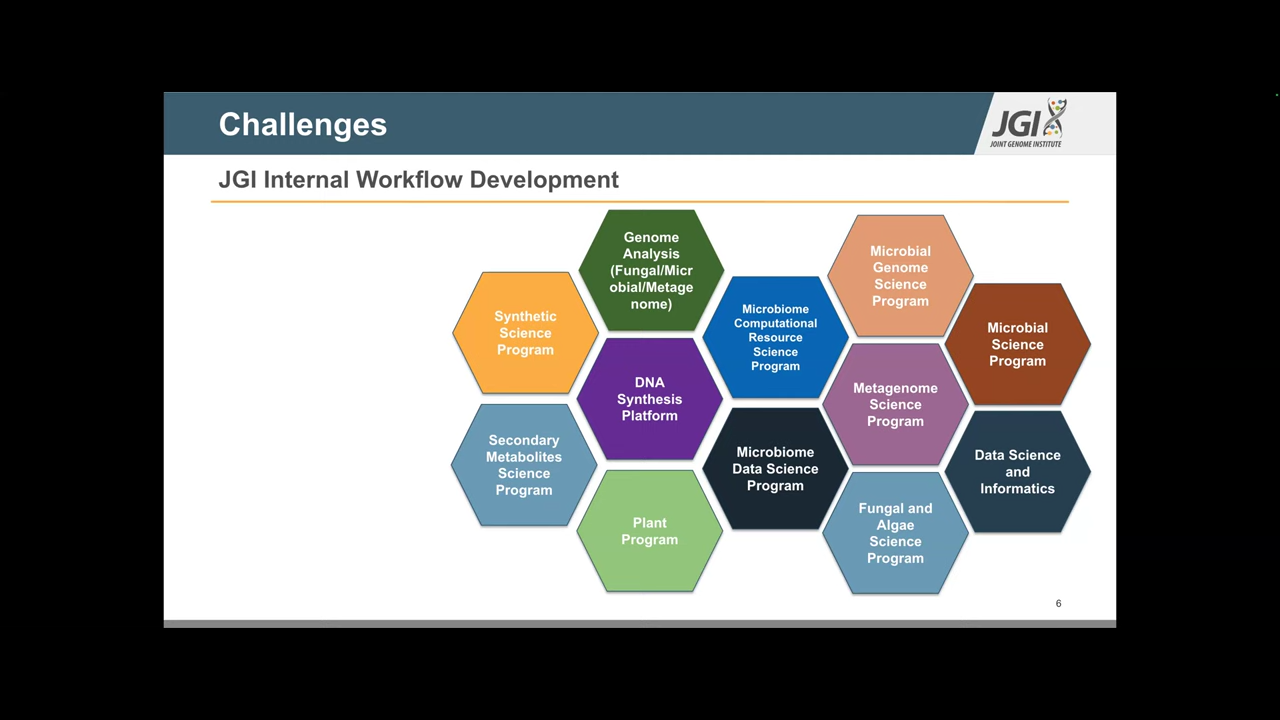 Challenges
JGI
JOINT GENOME INSTITUTE
JGI Internal Workflow Development
Genome
Analysis
(Fungal/Micr
obial/Metage
nome)
Microbial
Genome
Science
Program
Synthetic
Science
Program
Microbiome
Computational
Resource
Science
Program
Microbial
Science
Program
DNA
Synthesis
Platform
Metagenome
Science
Program
Secondary
Metabolites
Science
Program
Microbiome
Data Science
Program
Data Science
and
Informatics
Plant
Program
Fungal and
Algae
Science
Program
6